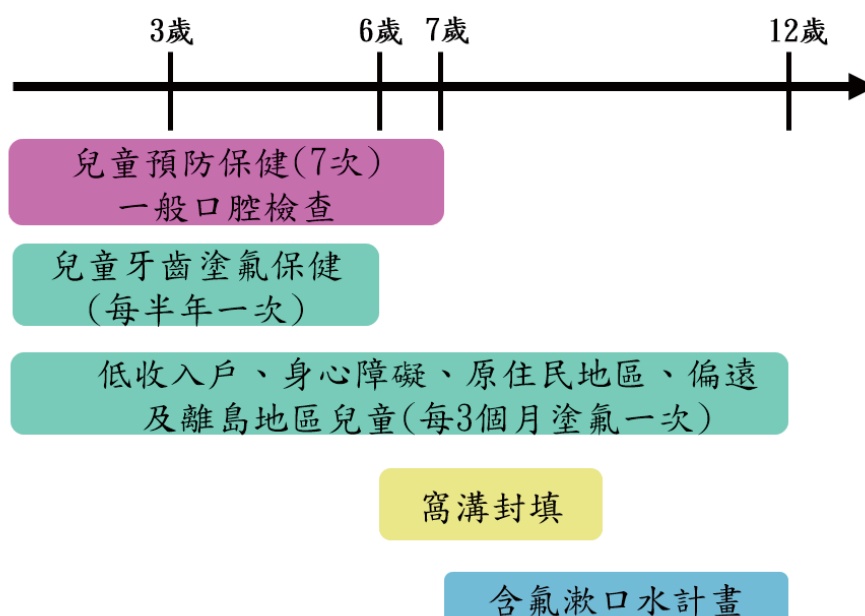 3歲 6歲 7歲 12歲
兒童預防保健(7次)
一般口腔檢查
兒童牙齒塗氟保健
(每半年一次)
低收入戶、身心障礙、原住民地區、偏遠
及離島地區兒童(每3個月塗氟一次)
窩溝封填
含氟漱口水計畫